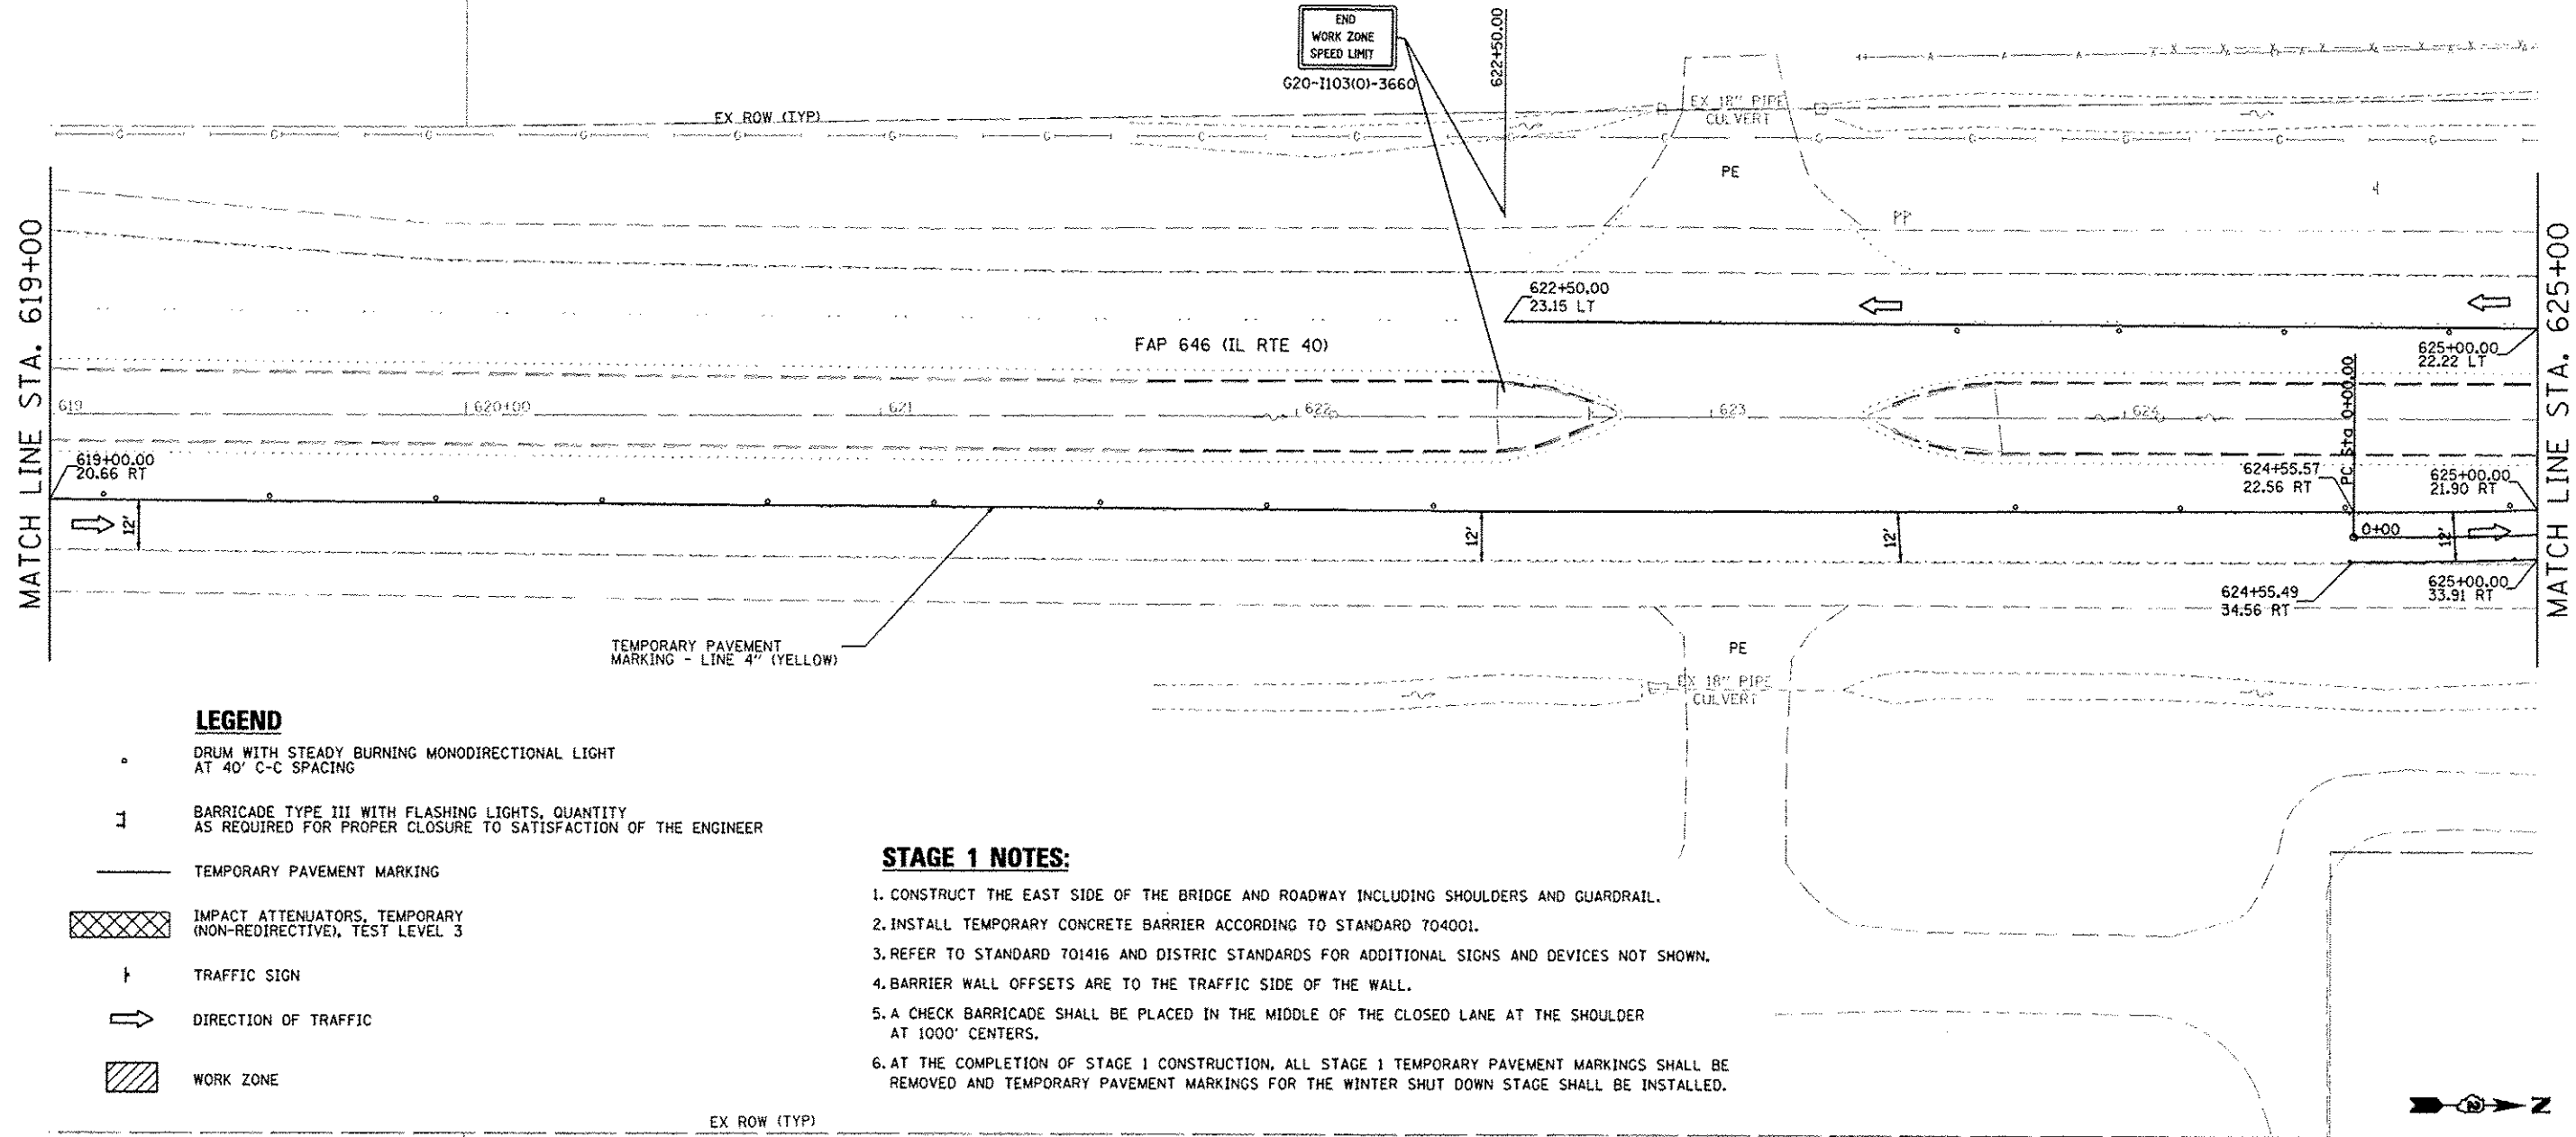 END
WORK ZONE
SPEED LIMIT
G20-I103(O)-3660
622+50.00
EX ROW (TYP)
EX 18" PIPE
CULVERT
G G G G G G G G G G G G G G G
PE
PP
MATCH LINE STA. 619+00
MATCH LINE STA. 625+00
622+50.00
23.15 LT
FAP 646 (IL RTE 40)
625+00.00
22.22 LT
PC Sta 0+00.00
619 620+00 621 622 623 624
619+00.00
20.66 RT
624+55.57
22.56 RT
625+00.00
21.90 RT
12'
12'
12'
12'
0+00
624+55.49
34.56 RT
625+00.00
33.91 RT
TEMPORARY PAVEMENT
MARKING - LINE 4" (YELLOW)
PE
EX 18" PIPE
CULVERT
LEGEND
DRUM WITH STEADY BURNING MONODIRECTIONAL LIGHT
AT 40' C-C SPACING
BARRICADE TYPE III WITH FLASHING LIGHTS, QUANTITY
AS REQUIRED FOR PROPER CLOSURE TO SATISFACTION OF THE ENGINEER
TEMPORARY PAVEMENT MARKING
IMPACT ATTENUATORS, TEMPORARY
(NON-REDIRECTIVE), TEST LEVEL 3
TRAFFIC SIGN
DIRECTION OF TRAFFIC
WORK ZONE
STAGE 1 NOTES:
1. CONSTRUCT THE EAST SIDE OF THE BRIDGE AND ROADWAY INCLUDING SHOULDERS AND GUARDRAIL.
2. INSTALL TEMPORARY CONCRETE BARRIER ACCORDING TO STANDARD 704001.
3. REFER TO STANDARD 701416 AND DISTRIC STANDARDS FOR ADDITIONAL SIGNS AND DEVICES NOT SHOWN.
4. BARRIER WALL OFFSETS ARE TO THE TRAFFIC SIDE OF THE WALL.
5. A CHECK BARRICADE SHALL BE PLACED IN THE MIDDLE OF THE CLOSED LANE AT THE SHOULDER
AT 1000' CENTERS.
6. AT THE COMPLETION OF STAGE 1 CONSTRUCTION, ALL STAGE 1 TEMPORARY PAVEMENT MARKINGS SHALL BE
REMOVED AND TEMPORARY PAVEMENT MARKINGS FOR THE WINTER SHUT DOWN STAGE SHALL BE INSTALLED.
EX ROW (TYP)
N